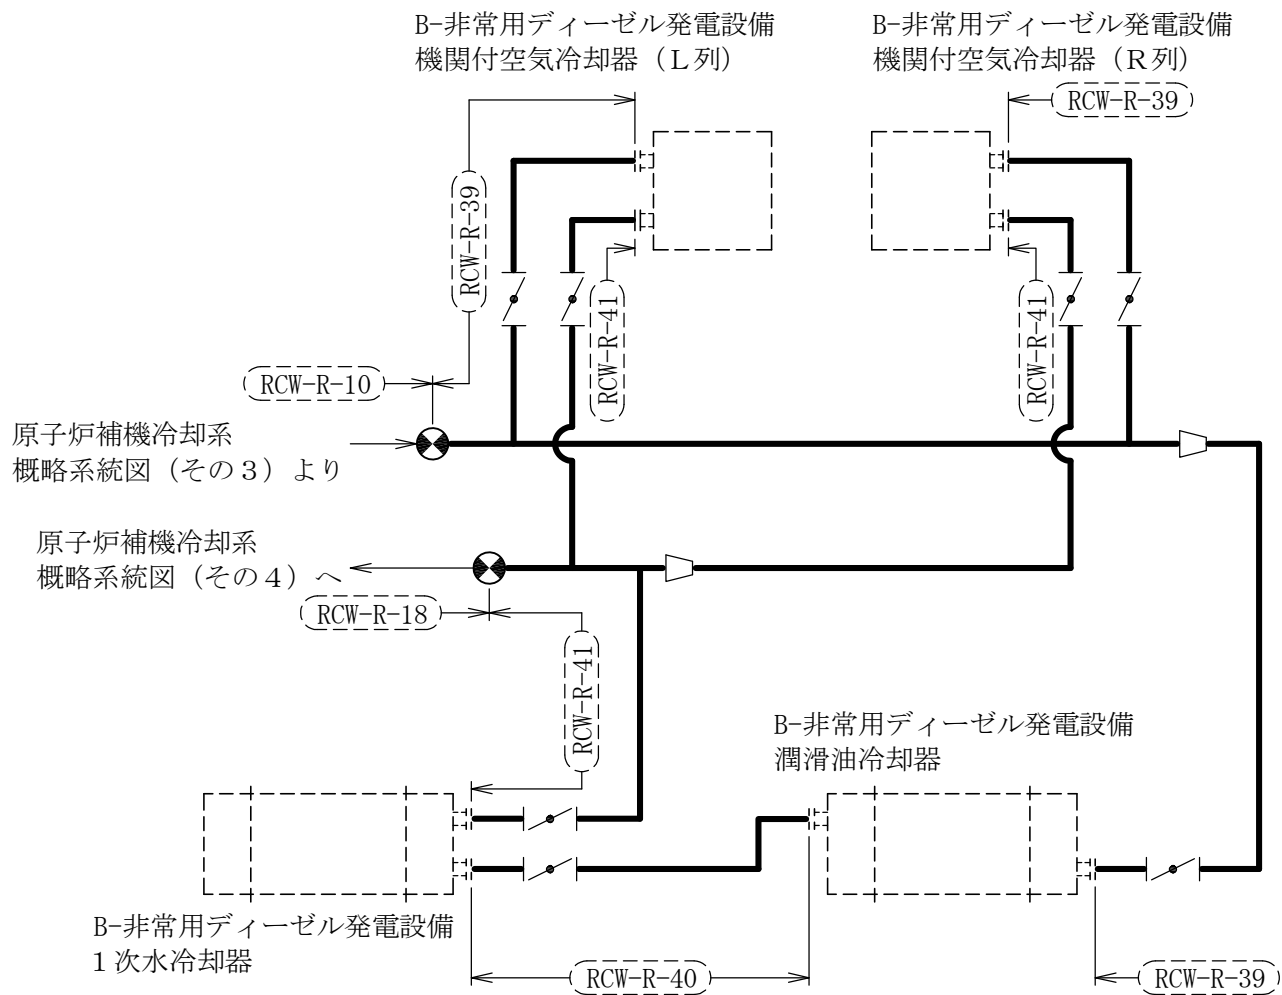 B-非常用ディーゼル発電設備
機関付空気冷却器（Ｌ列）
B-非常用ディーゼル発電設備
機関付空気冷却器（Ｒ列）
RCW-R-39
RCW-R-39
RCW-R-41
RCW-R-41
RCW-R-10
原子炉補機冷却系
概略系統図（その３）より
原子炉補機冷却系
概略系統図（その４）へ
RCW-R-18
RCW-R-41
B-非常用ディーゼル発電設備
潤滑油冷却器
B-非常用ディーゼル発電設備
１次水冷却器
RCW-R-40
RCW-R-39